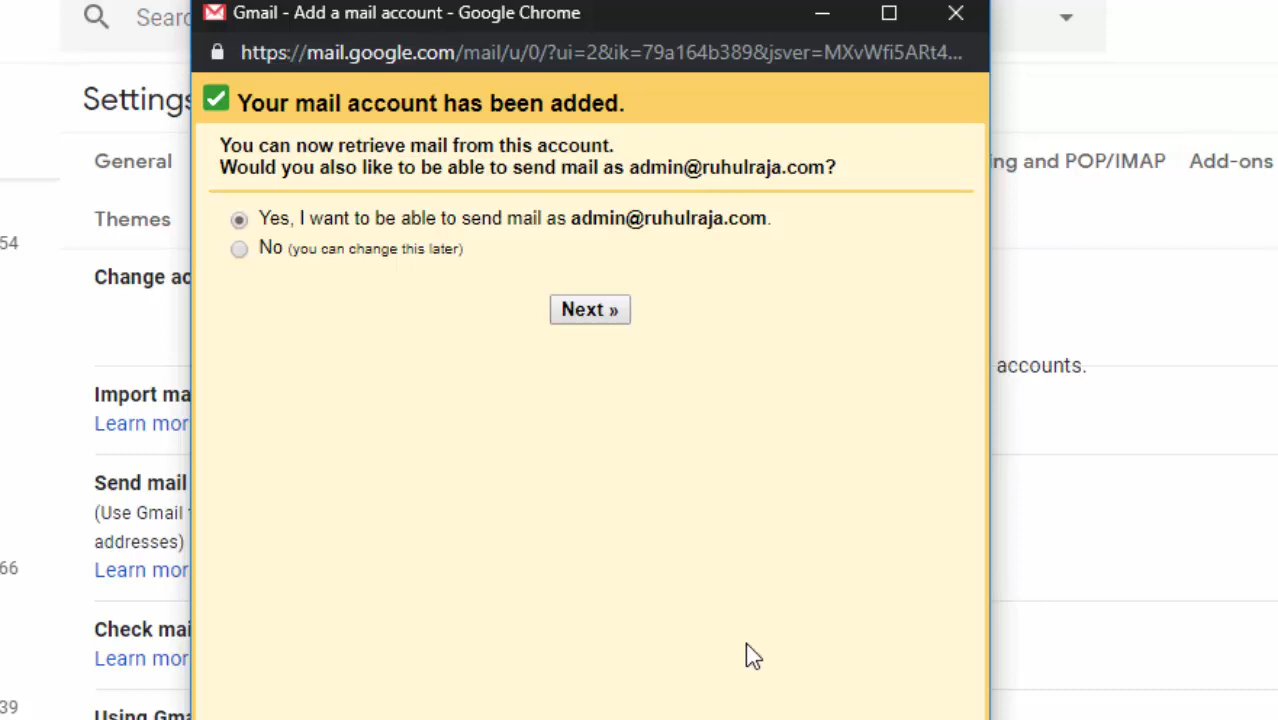 Gmail - Add a mail account - Google Chrome
Sear
https://mail.google.com/mail/u/0/?ui=2&ik=79a164b389&jsver=MXvWfi5ARt4...
Settings
Your mail account has been added.
You can now retrieve mail from this account.
General
ing and POP/IMAP
Add-ons
Would you also like to be able to send mail as admin@ruhulraja.com?
Themes
Yes, I want to be able to send mail as admin@ruhulraja.com.
54
No (you can change this later)
Change ac
Next »
accounts.
Import ma
Learn mor
Send mail
(Use Gmail
addresses)
66
Learn mor
Check mai
Learn mor
39
Using Gma